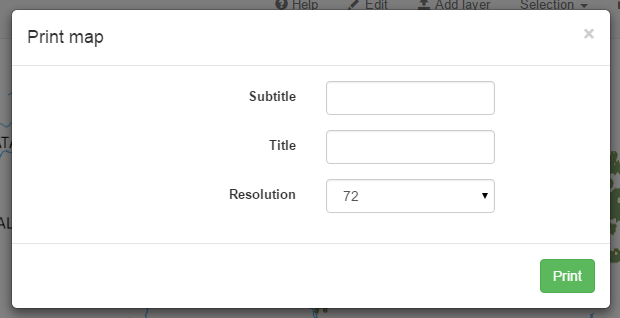 Help Edit Add layer Selection
Print map
×
Subtitle
Title
Resolution 72
Print